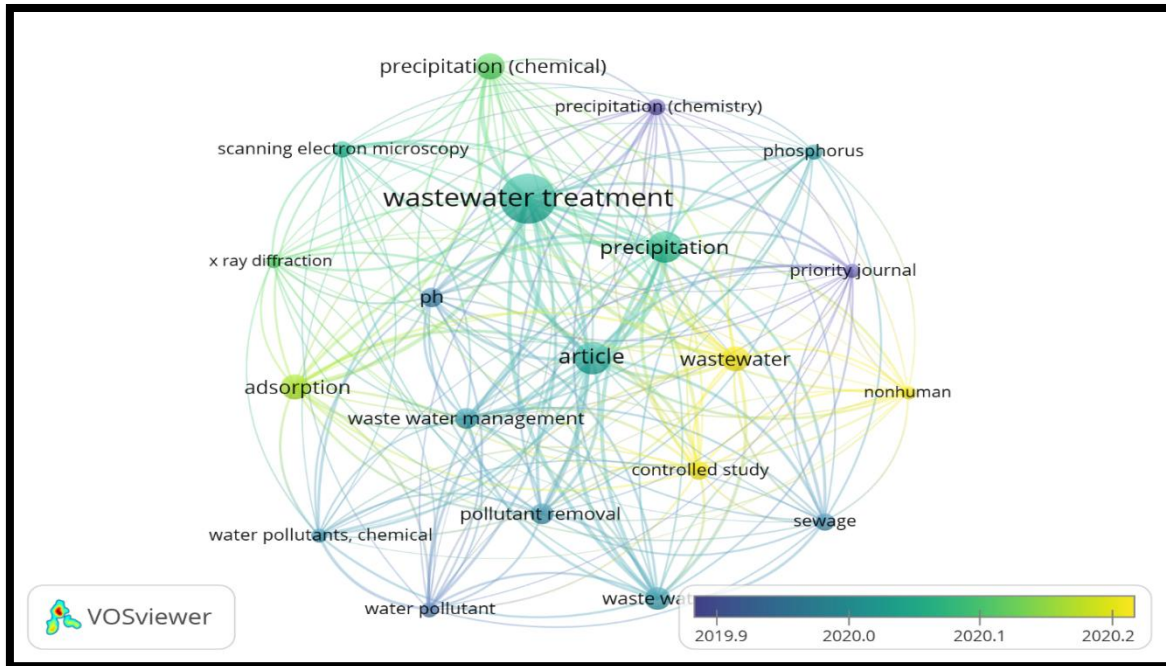 precipitation (chemical)
precipitation (chemistry)
scanning electron microscopy
phosphorus
wastewater treatment
precipitation
x ray diffraction
priority journal
ph
article
wastewater
adsorption
nonhuman
waste water management
controlled study
pollutant removal
sewage
water pollutants, chemical
waste wat
water pollutant
VOSviewer
2019.9 2020.0 2020.1 2020.2